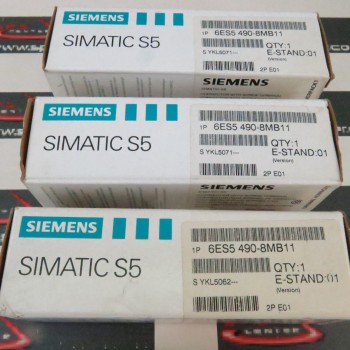 SIEMENS
SIMATIC S5
1P 6ES5 490-8MB11
QTY:1
S YKL5071—
E-STAND:01
(Version)
2P E01
SIEMENS
SIMATIC S5
1P 6ES5 490-8MB11
QTY:1
S YKL5071—
E-STAND:01
(Version)
2P E01
SIEMENS
SIMATIC S5
1P 6ES5 490-8MB11
QTY:1
S YKL5062—
E-STAND:01
(Version)
2P E01